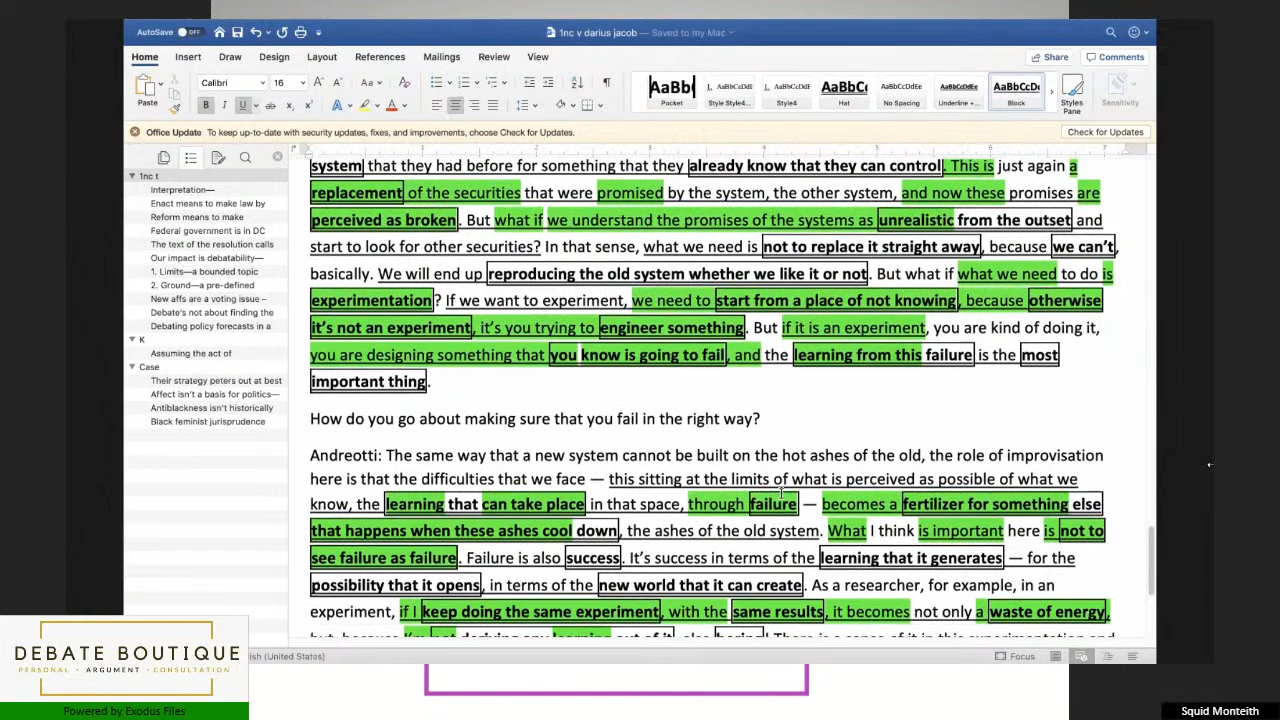 AutoSave OFF
1nc v darius jacob — Saved to my Mac
Home Insert Draw Design Layout References Mailings Review View
Share Comments
Paste
Calibri 16
AaBb( AaBbCcDdEe AaBbCcDdEe AaBbCc AaBbCcDdEe AaBbCcDdEe AaBbCcDc
Pocket Style Style4... Style4 Hat No Spacing Underline +... Block
Styles Pane
Sensitivity
Office Update To keep up-to-date with security updates, fixes, and improvements, choose Check for Updates.
Check for Updates
1 2 3 4 5 6 7
1nc t
Interpretation—
Enact means to make law by
Reform means to make
Federal government is in DC
The text of the resolution calls
Our impact is debatability—
1. Limits—a bounded topic
2. Ground—a pre-defined
New affs are a voting issue –
Debate's not about finding the
Debating policy forecasts in a
K
Assuming the act of
Case
Their strategy peters out at best
Affect isn't a basis for politics—
Antiblackness isn't historically
Black feminist jurisprudence
system that they had before for something that they already know that they can control. This is just again a
replacement of the securities that were promised by the system, the other system, and now these promises are
perceived as broken. But what if we understand the promises of the systems as unrealistic from the outset and
start to look for other securities? In that sense, what we need is not to replace it straight away, because we can't,
basically. We will end up reproducing the old system whether we like it or not. But what if what we need to do is
experimentation? If we want to experiment, we need to start from a place of not knowing, because otherwise
it's not an experiment, it's you trying to engineer something. But if it is an experiment, you are kind of doing it,
you are designing something that you know is going to fail, and the learning from this failure is the most
important thing.
How do you go about making sure that you fail in the right way?
Andreotti: The same way that a new system cannot be built on the hot ashes of the old, the role of improvisation
here is that the difficulties that we face — this sitting at the limits of what is perceived as possible of what we
know, the learning that can take place in that space, through failure — becomes a fertilizer for something else
that happens when these ashes cool down, the ashes of the old system. What I think is important here is not to
see failure as failure. Failure is also success. It's success in terms of the learning that it generates — for the
possibility that it opens, in terms of the new world that it can create. As a researcher, for example, in an
experiment, if I keep doing the same experiment, with the same results, it becomes not only a waste of energy,
English (United States)
Focus
DEBATE BOUTIQUE
PERSONAL · ARGUMENT · CONSULTATION
Powered by Exodus Files
Squid Monteith